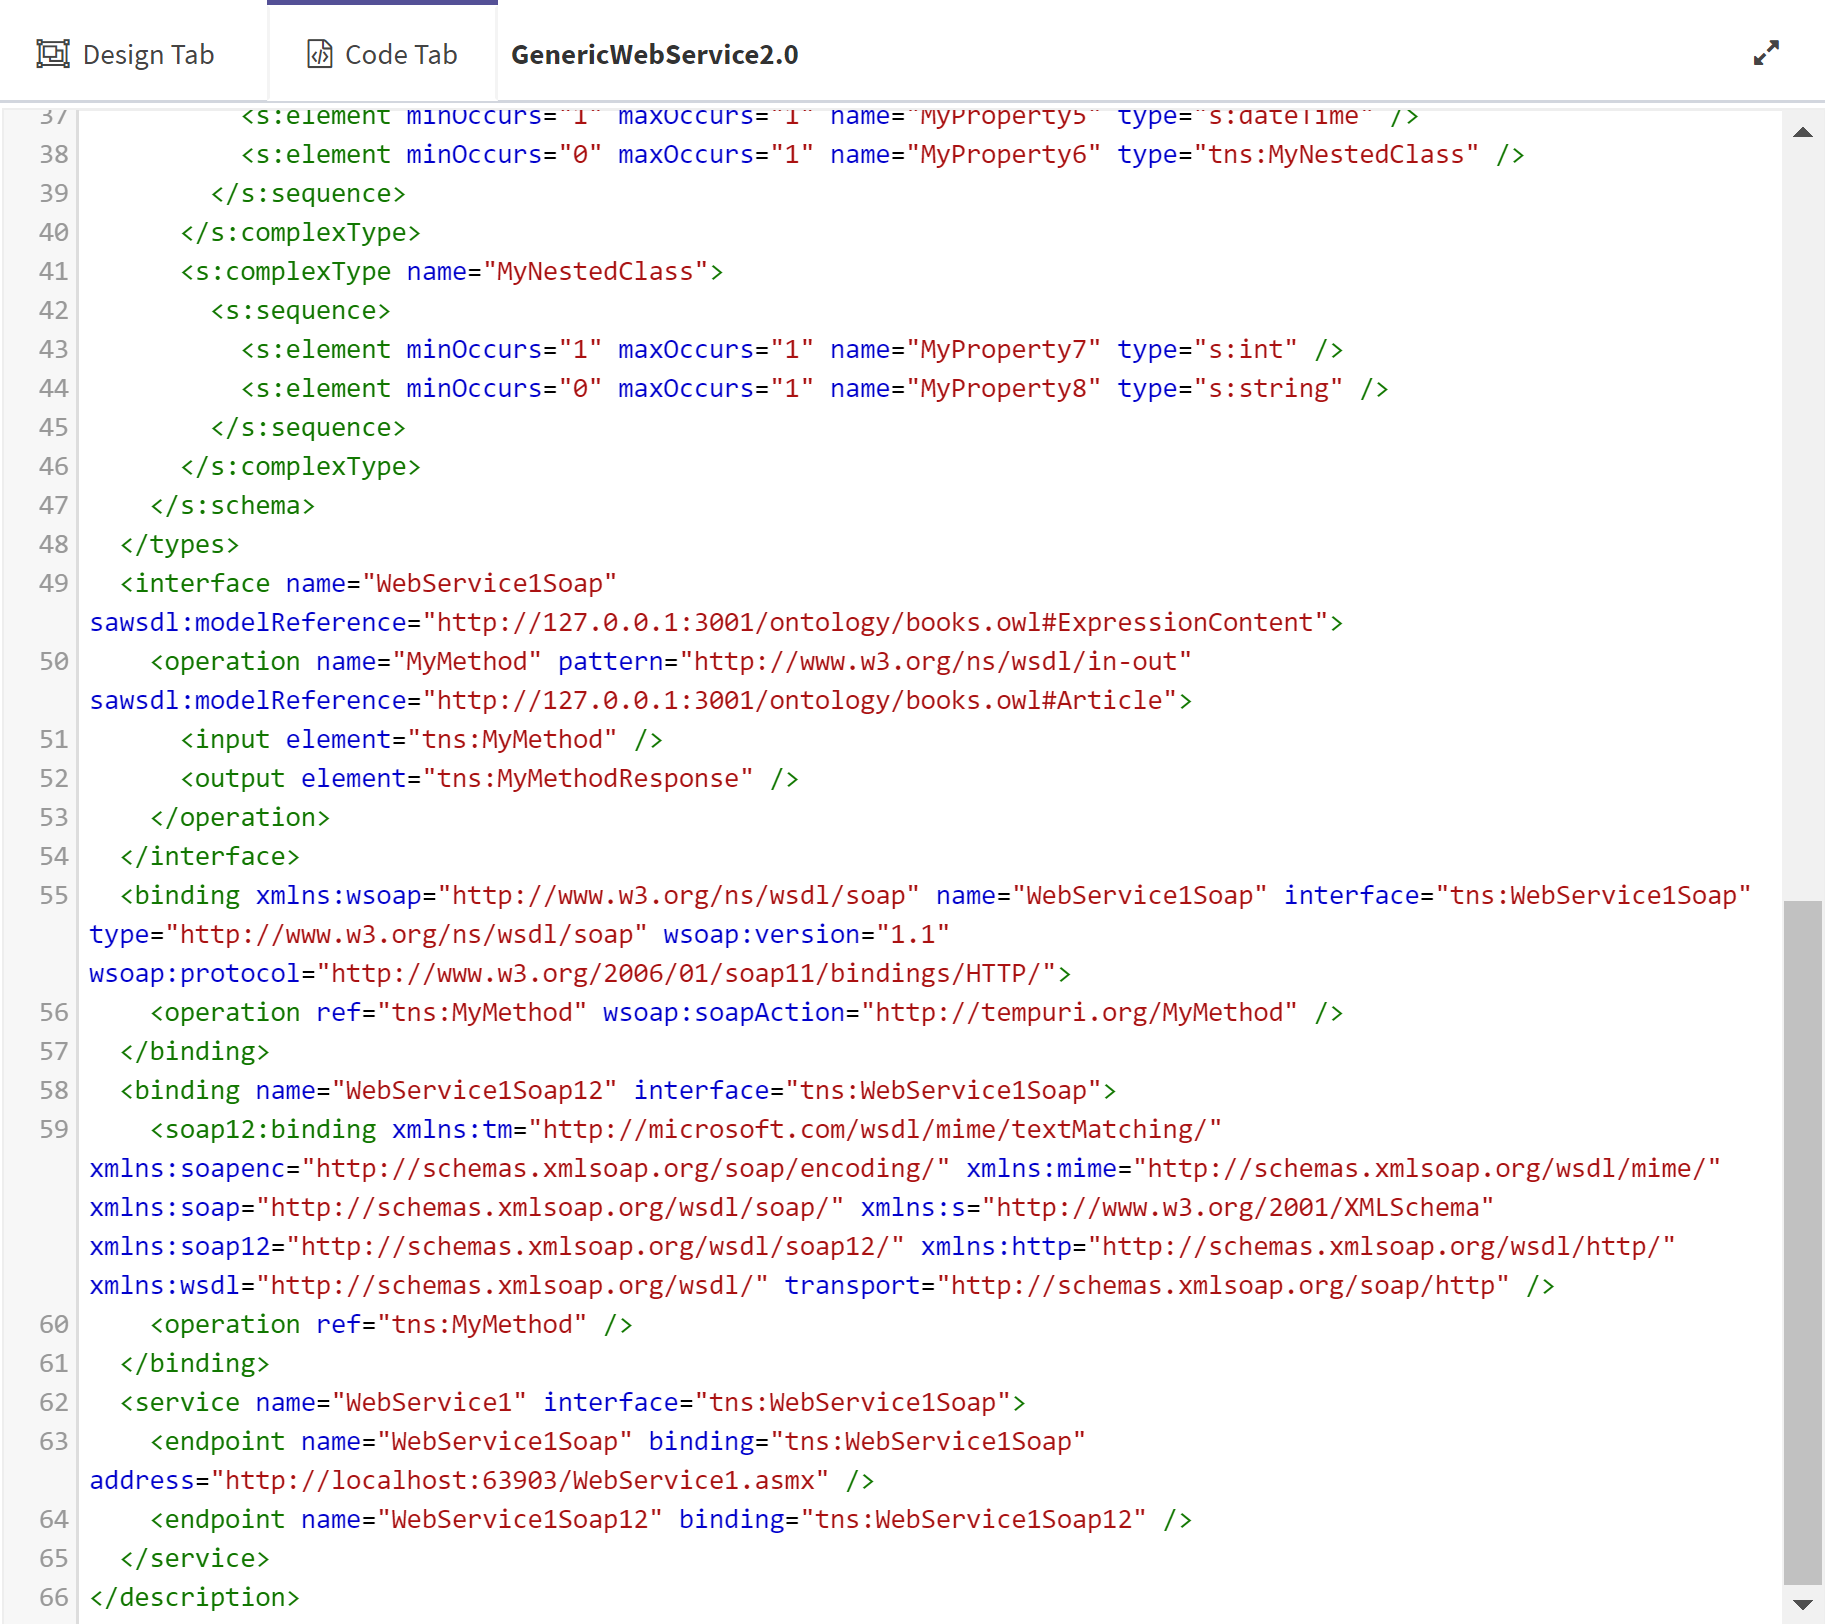 Design Tab Code Tab GenericWebService2.0
37 <s:element minOccurs="1" maxOccurs="1" name="MyProperty5" type="s:dateTime" />
38 <s:element minOccurs="0" maxOccurs="1" name="MyProperty6" type="tns:MyNestedClass" />
39 </s:sequence>
40 </s:complexType>
41 <s:complexType name="MyNestedClass">
42 <s:sequence>
43 <s:element minOccurs="1" maxOccurs="1" name="MyProperty7" type="s:int" />
44 <s:element minOccurs="0" maxOccurs="1" name="MyProperty8" type="s:string" />
45 </s:sequence>
46 </s:complexType>
47 </s:schema>
48 </types>
49 <interface name="WebService1Soap"
sawsdl:modelReference="http://127.0.0.1:3001/ontology/books.owl#ExpressionContent">
50 <operation name="MyMethod" pattern="http://www.w3.org/ns/wsdl/in-out"
sawsdl:modelReference="http://127.0.0.1:3001/ontology/books.owl#Article">
51 <input element="tns:MyMethod" />
52 <output element="tns:MyMethodResponse" />
53 </operation>
54 </interface>
55 <binding xmlns:wsoap="http://www.w3.org/ns/wsdl/soap" name="WebService1Soap" interface="tns:WebService1Soap"
type="http://www.w3.org/ns/wsdl/soap" wsoap:version="1.1"
wsoap:protocol="http://www.w3.org/2006/01/soap11/bindings/HTTP/">
56 <operation ref="tns:MyMethod" wsoap:soapAction="http://tempuri.org/MyMethod" />
57 </binding>
58 <binding name="WebService1Soap12" interface="tns:WebService1Soap">
59 <soap12:binding xmlns:tm="http://microsoft.com/wsdl/mime/textMatching/"
xmlns:soapenc="http://schemas.xmlsoap.org/soap/encoding/" xmlns:mime="http://schemas.xmlsoap.org/wsdl/mime/"
xmlns:soap="http://schemas.xmlsoap.org/wsdl/soap/" xmlns:s="http://www.w3.org/2001/XMLSchema"
xmlns:soap12="http://schemas.xmlsoap.org/wsdl/soap12/" xmlns:http="http://schemas.xmlsoap.org/wsdl/http/"
xmlns:wsdl="http://schemas.xmlsoap.org/wsdl/" transport="http://schemas.xmlsoap.org/soap/http" />
60 <operation ref="tns:MyMethod" />
61 </binding>
62 <service name="WebService1" interface="tns:WebService1Soap">
63 <endpoint name="WebService1Soap" binding="tns:WebService1Soap"
address="http://localhost:63903/WebService1.asmx" />
64 <endpoint name="WebService1Soap12" binding="tns:WebService1Soap12" />
65 </service>
66 </description>